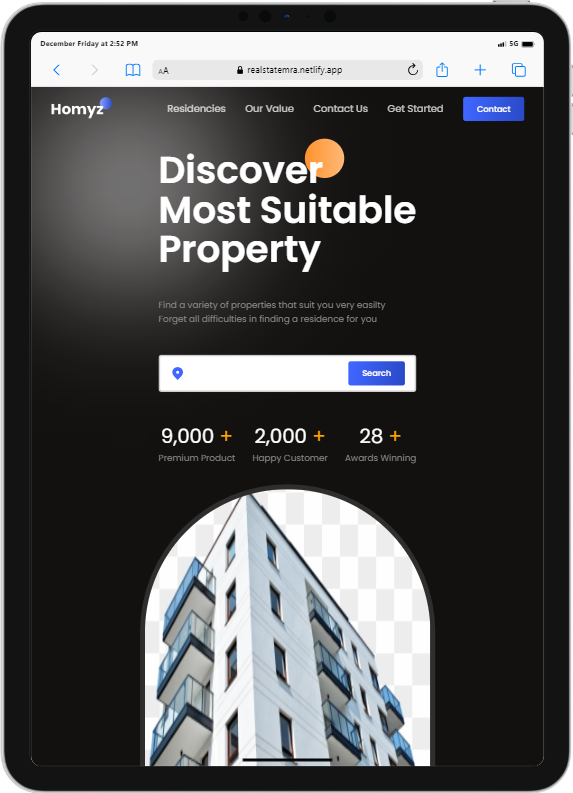 December Friday at 2:52 PM
5G
AA
realstatemra.netlify.app
Homyz
Residencies
Our Value
Contact Us
Get Started
Contact
Discover
Most Suitable
Property
Find a variety of properties that suit you very easilty
Forget all difficulties in finding a residence for you
Search
9,000 +
2,000 +
28 +
Premium Product
Happy Customer
Awards Winning